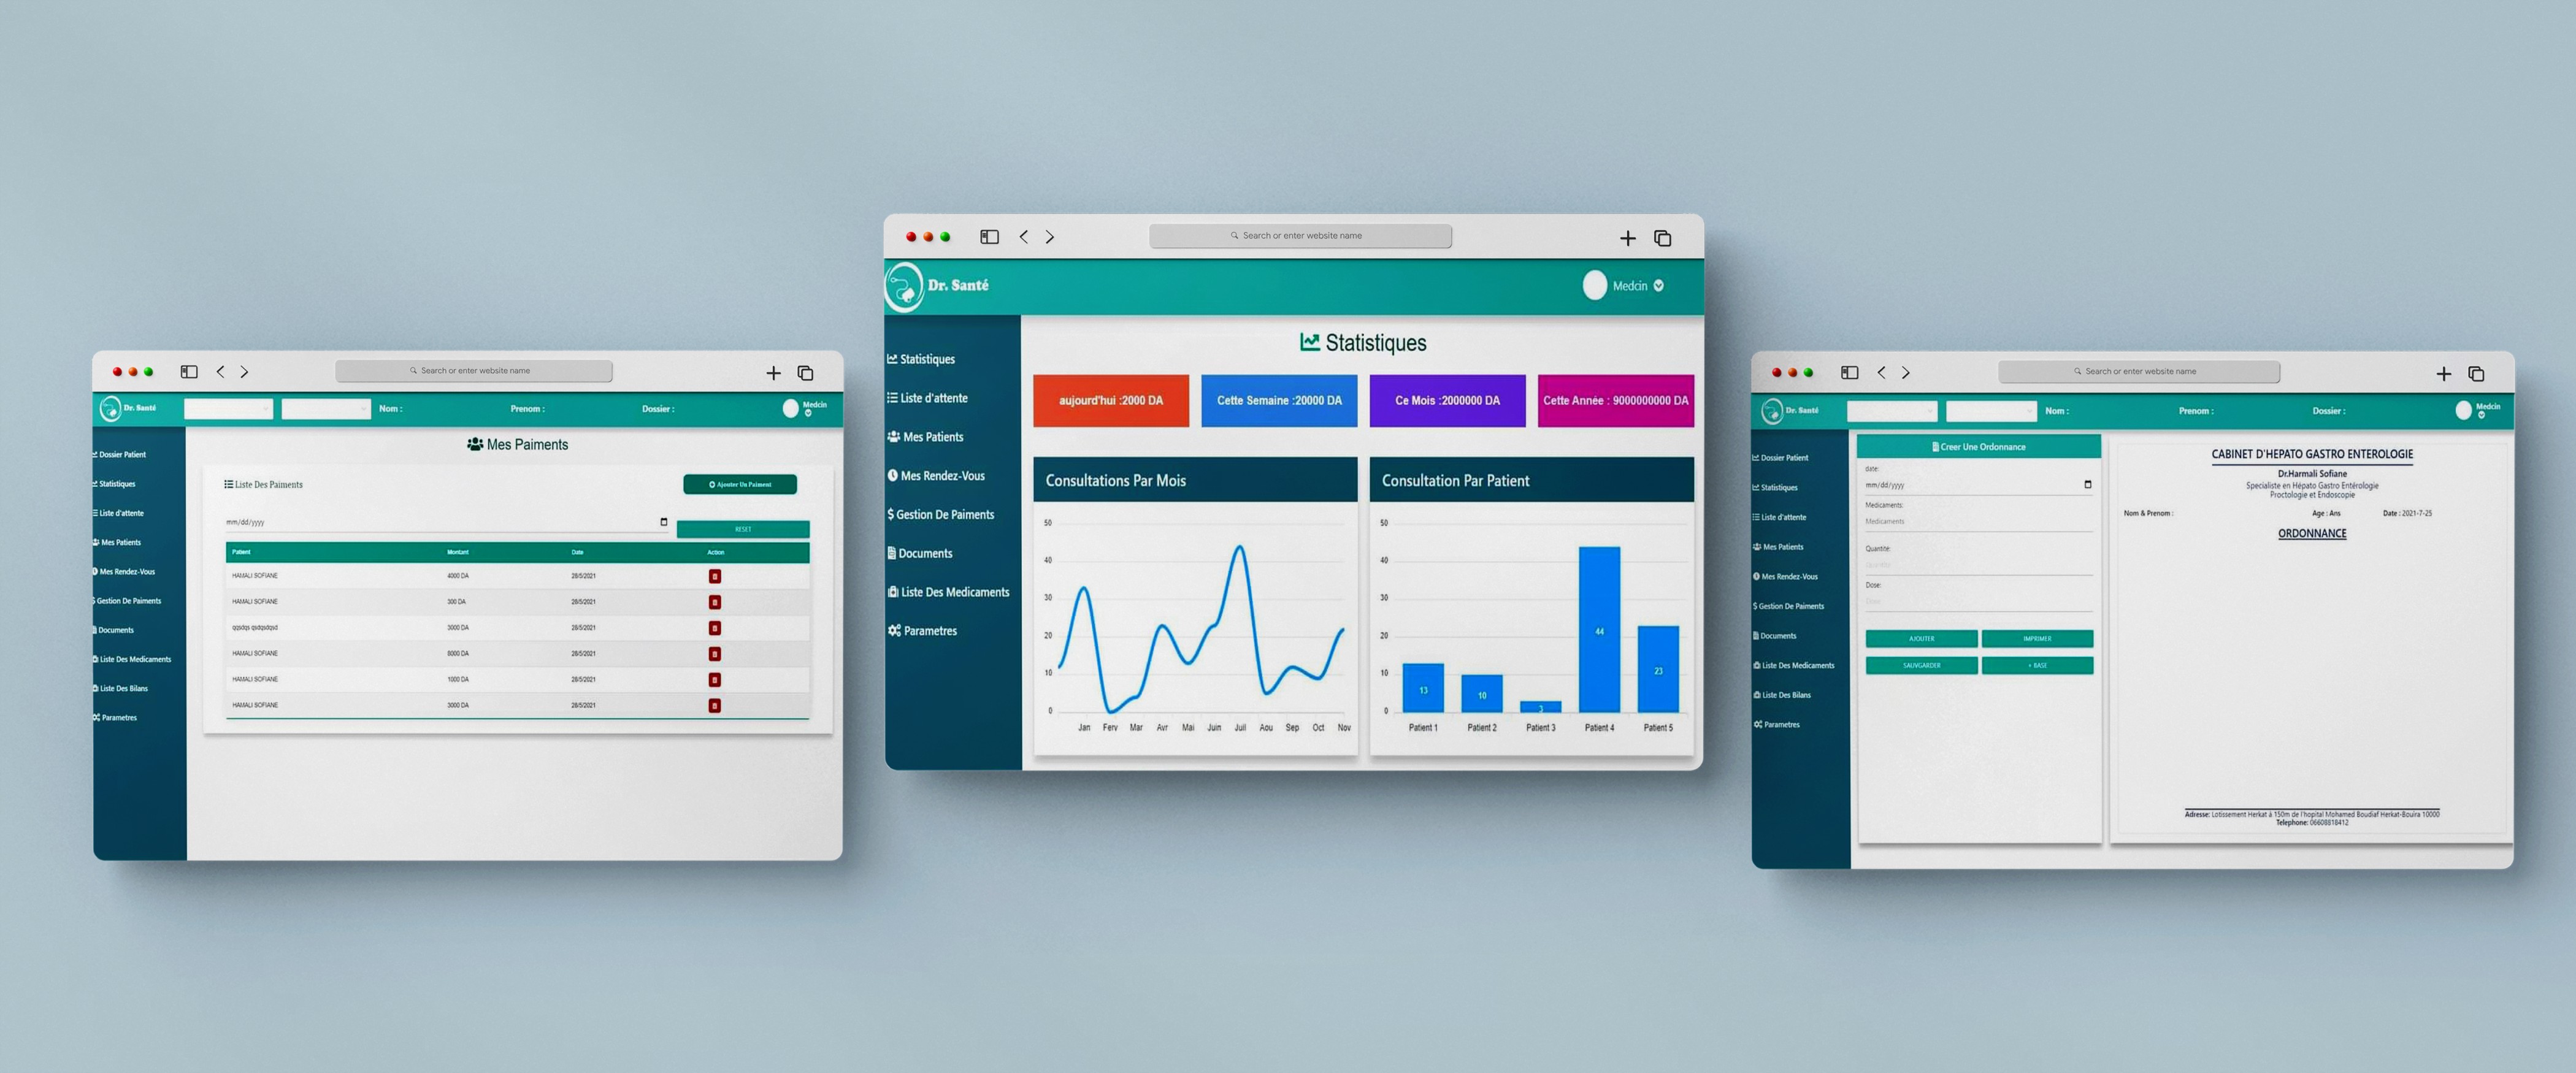 Search or enter website name
Dr. Santé
Nom :
Prenom :
Dossier :
Medcin
Dossier Patient
Statistiques
Liste d'attente
Mes Patients
Mes Rendez-Vous
Gestion De Paiments
Documents
Liste Des Medicaments
Liste Des Bilans
Parametres
Mes Paiments
Liste Des Paiments
Ajouter Un Paiment
mm/dd/yyyy
RESET
Patient Montant Date Action
HAMALI SOFIANE 4000 DA 28/5/2021
HAMALI SOFIANE 300 DA 28/5/2021
3000 DA 28/5/2021
HAMALI SOFIANE 8000 DA 28/5/2021
HAMALI SOFIANE 1000 DA 28/5/2021
HAMALI SOFIANE 3000 DA 28/5/2021
Search or enter website name
Dr. Santé
Medcin
Statistiques
Liste d'attente
Mes Patients
Mes Rendez-Vous
$ Gestion De Paiments
Documents
Liste Des Medicaments
Parametres
Statistiques
aujourd'hui :2000 DA
Cette Semaine :20000 DA
Ce Mois :2000000 DA
Cette Année : 9000000000 DA
Consultations Par Mois
50
40
30
20
10
0
Jan Ferv Mar Avr Mai Juin Juil Aou Sep Oct Nov
Consultation Par Patient
50
40
30
20
10
0
13
10
3
44
23
Patient 1 Patient 2 Patient 3 Patient 4 Patient 5
Search or enter website name
Dr. Santé
Nom :
Prenom :
Dossier :
Medcin
Dossier Patient
Statistiques
Liste d'attente
Mes Patients
Mes Rendez-Vous
$ Gestion De Paiments
Documents
Liste Des Medicaments
Liste Des Bilans
Parametres
Creer Une Ordonnance
date:
mm/dd/yyyy
Medicaments:
Medicaments
Quantite:
Quantite
Dose:
Dose
AJOUTER
IMPRIMER
SAUVGARDER
+ BASE
CABINET D'HEPATO GASTRO ENTEROLOGIE
Dr.Harmali Sofiane
Specialiste en Hépato Gastro Entérologie
Proctologie et Endoscopie
Nom & Prenom : Age : Ans Date : 2021-7-25
ORDONNANCE
Adresse: Lotissement Herkat à 150m de l'hopital Mohamed Boudiaf Herkat-Bouira 10000
Telephone: 06608818412